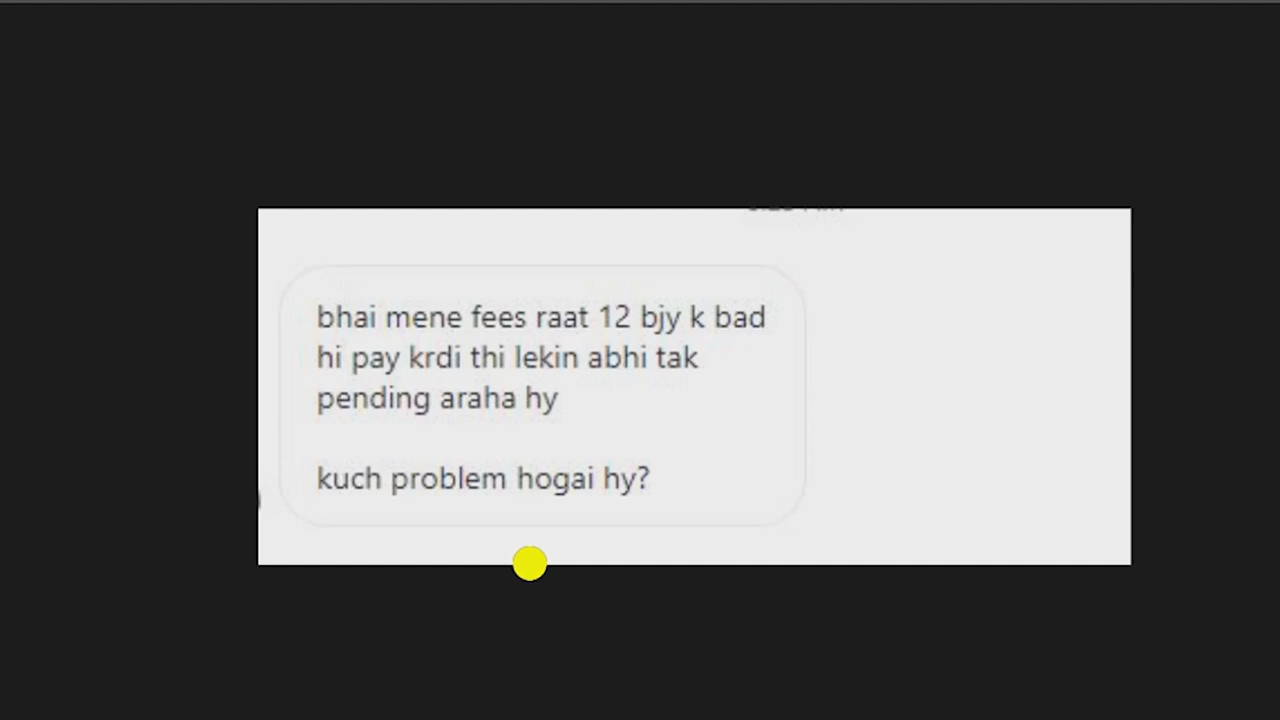 bhai mene fees raat 12 bjy k bad
hi pay krdi thi lekin abhi tak
pending araha hy
kuch problem hogai hy?